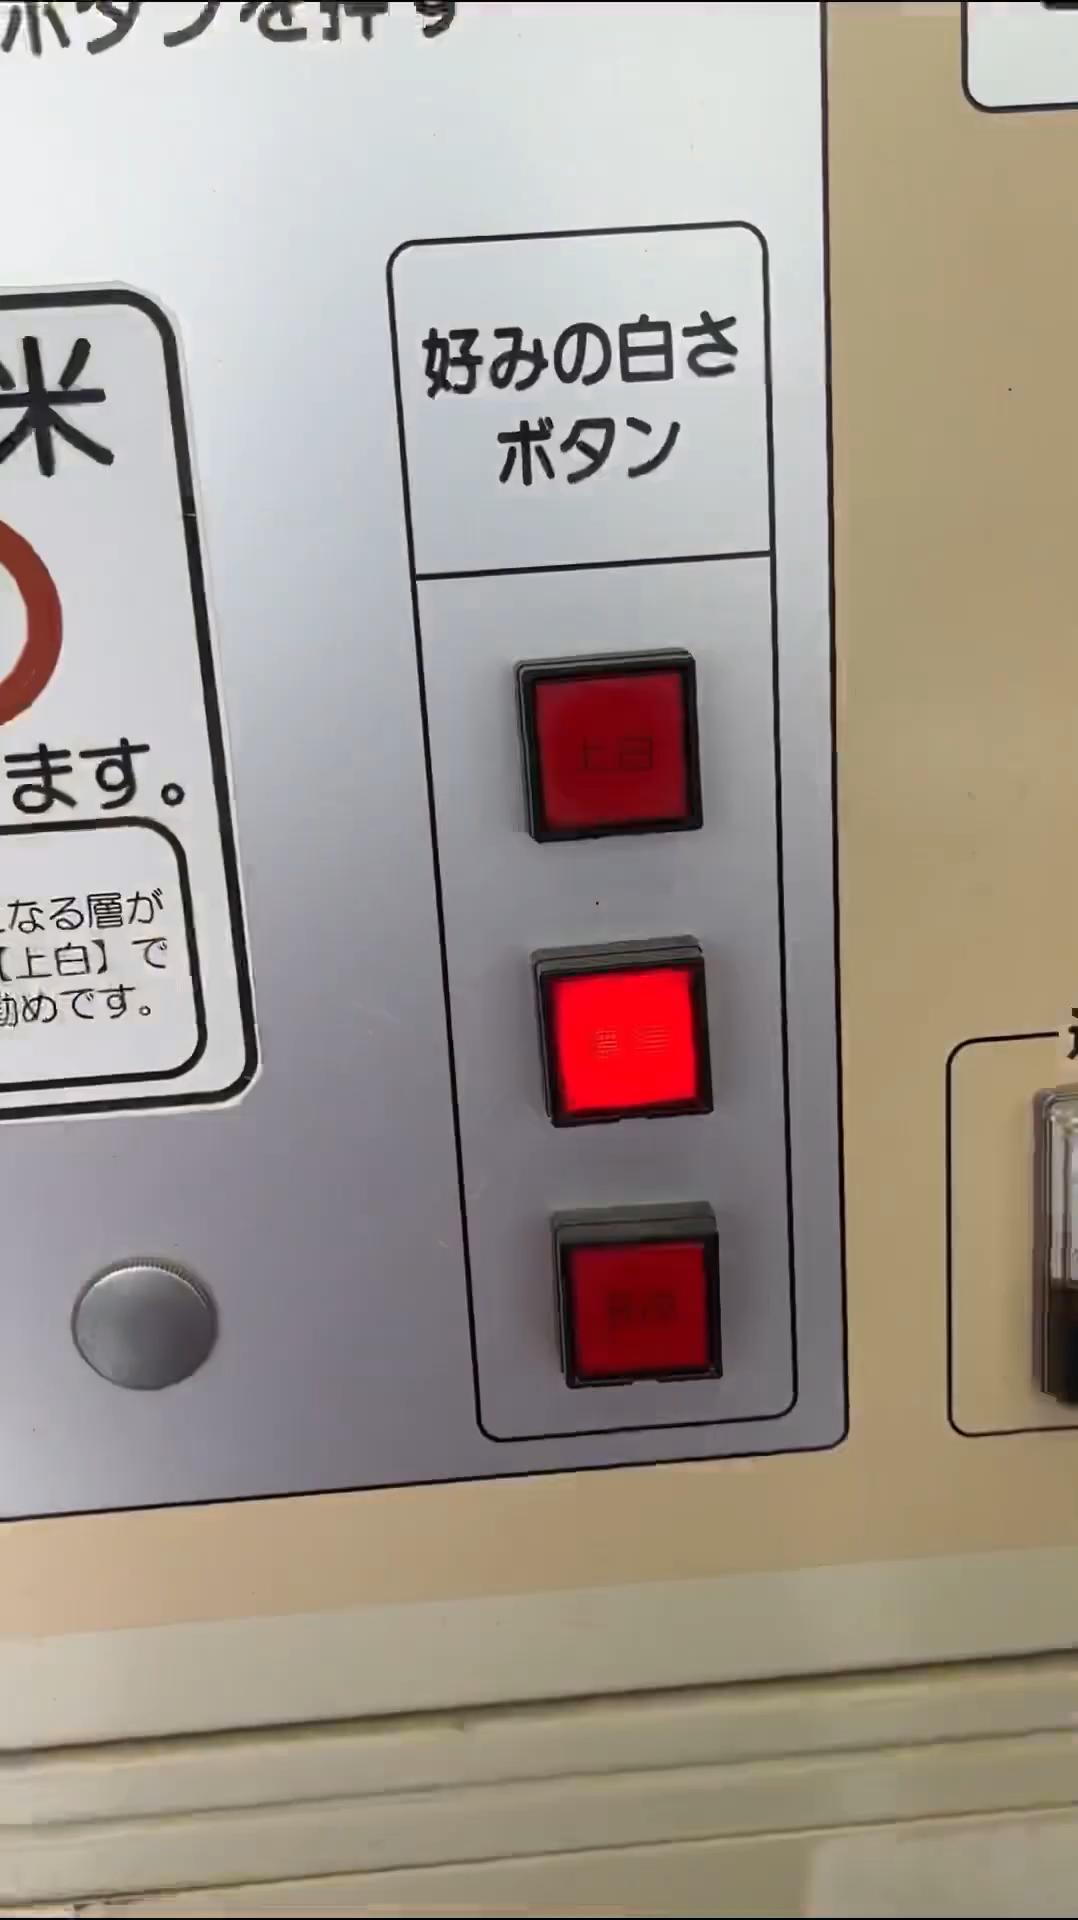 ボタンを押す
好みの白さ
ボタン
米
ます。
なる層が
【上白】で
勧めです。
上白